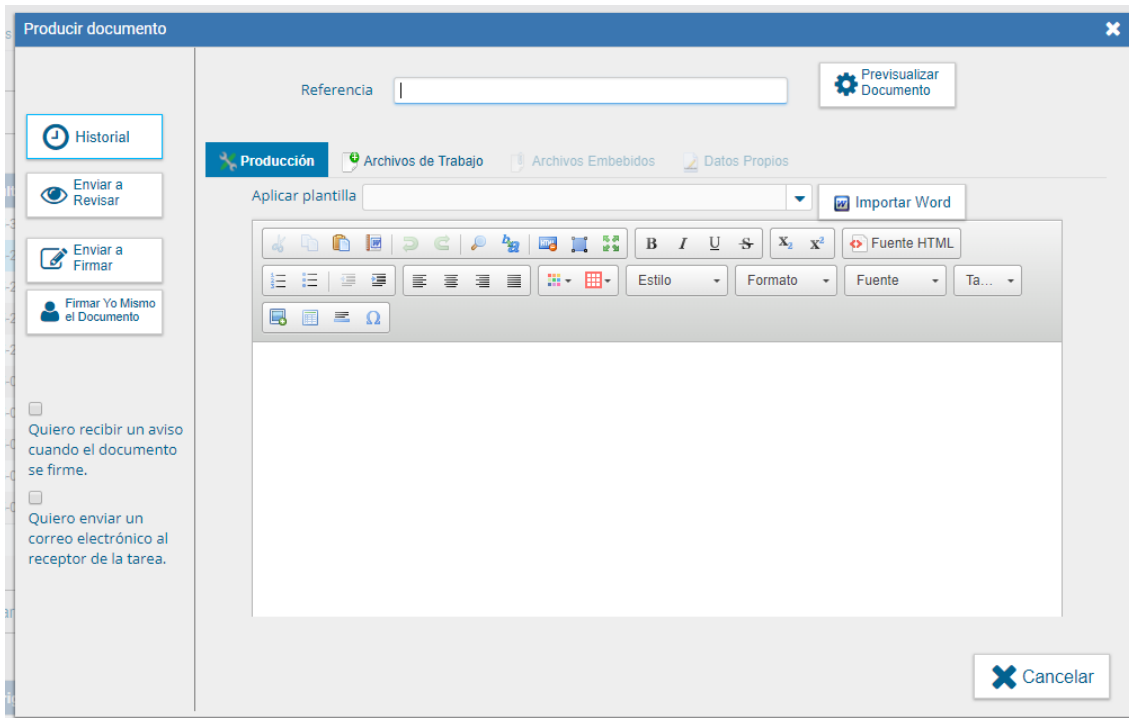 Producir documento
Referencia
Previsualizar
Documento
Historial
Enviar a
Revisar
Enviar a
Firmar
Firmar Yo Mismo
el Documento
Quiero recibir un aviso
cuando el documento
se firme.
Quiero enviar un
correo electrónico al
receptor de la tarea.
Producción Archivos de Trabajo Archivos Embebidos Datos Propios
Aplicar plantilla Importar Word
B I U S X₂ X² Fuente HTML
Estilo Formato Fuente Ta...
Ω
Cancelar